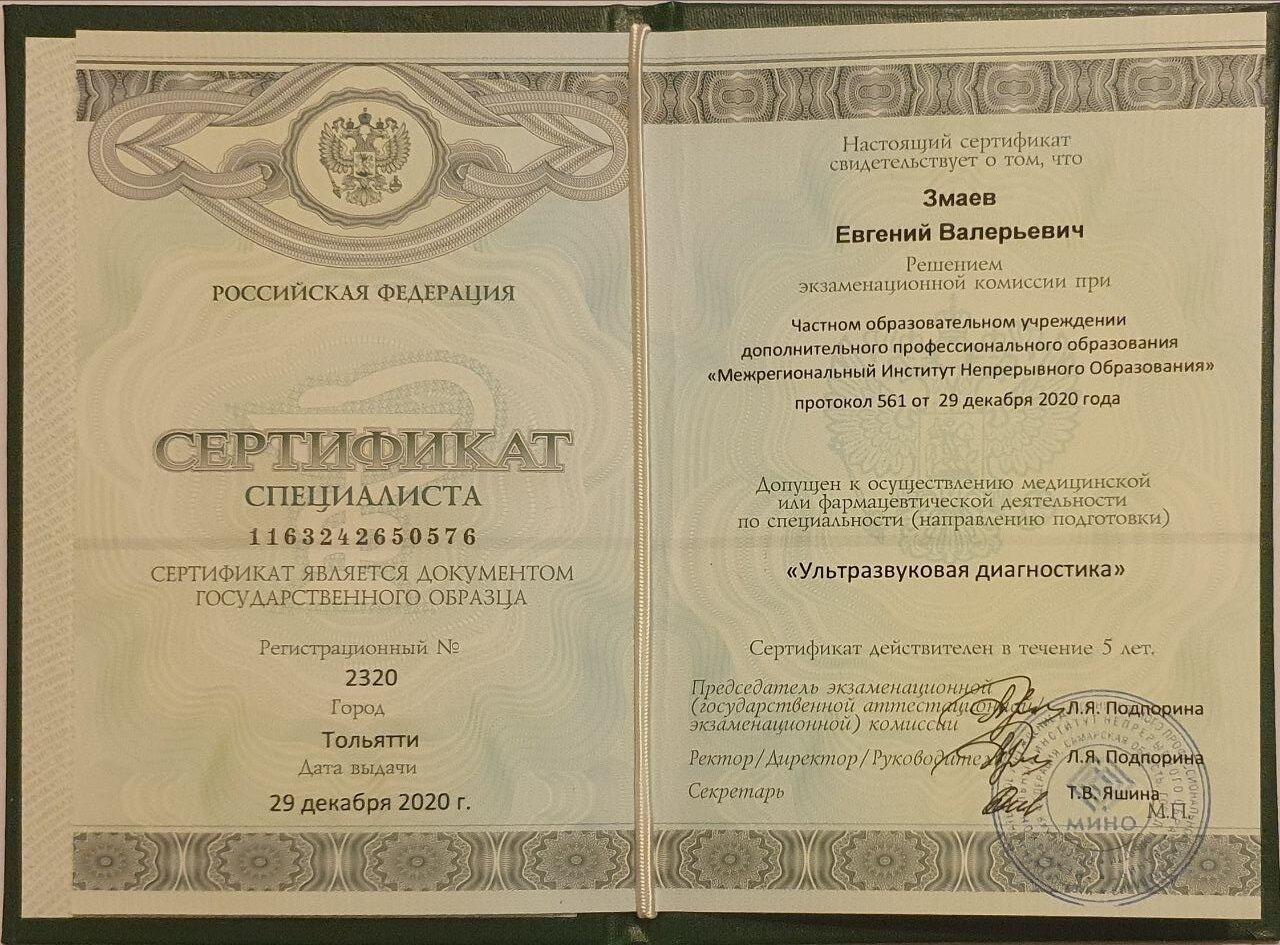 РОССИЙСКАЯ ФЕДЕРАЦИЯ
СЕРТИФИКАТ
СПЕЦИАЛИСТА
1163242650576
СЕРТИФИКАТ ЯВЛЯЕТСЯ ДОКУМЕНТОМ
ГОСУДАРСТВЕННОГО ОБРАЗЦА
Регистрационный №
2320
Город
Тольятти
Дата выдачи
29 декабря 2020 г.
Настоящий сертификат
свидетельствует о том, что
Змаев
Евгений Валерьевич
Решением
экзаменационной комиссии при
Частном образовательном учреждении
дополнительного профессионального образования
«Межрегиональный Институт Непрерывного Образования»
протокол 561 от 29 декабря 2020 года
Допущен к осуществлению медицинской
или фармацевтической деятельности
по специальности (направлению подготовки)
«Ультразвуковая диагностика»
Сертификат действителен в течение 5 лет.
Председатель экзаменационной
(государственной аттестационной/
экзаменационной) комиссии Л.Я. Подпорина
Ректор/Директор/Руководитель Л.Я. Подпорина
Секретарь Т.В. Яшина
М.П.
МИНО